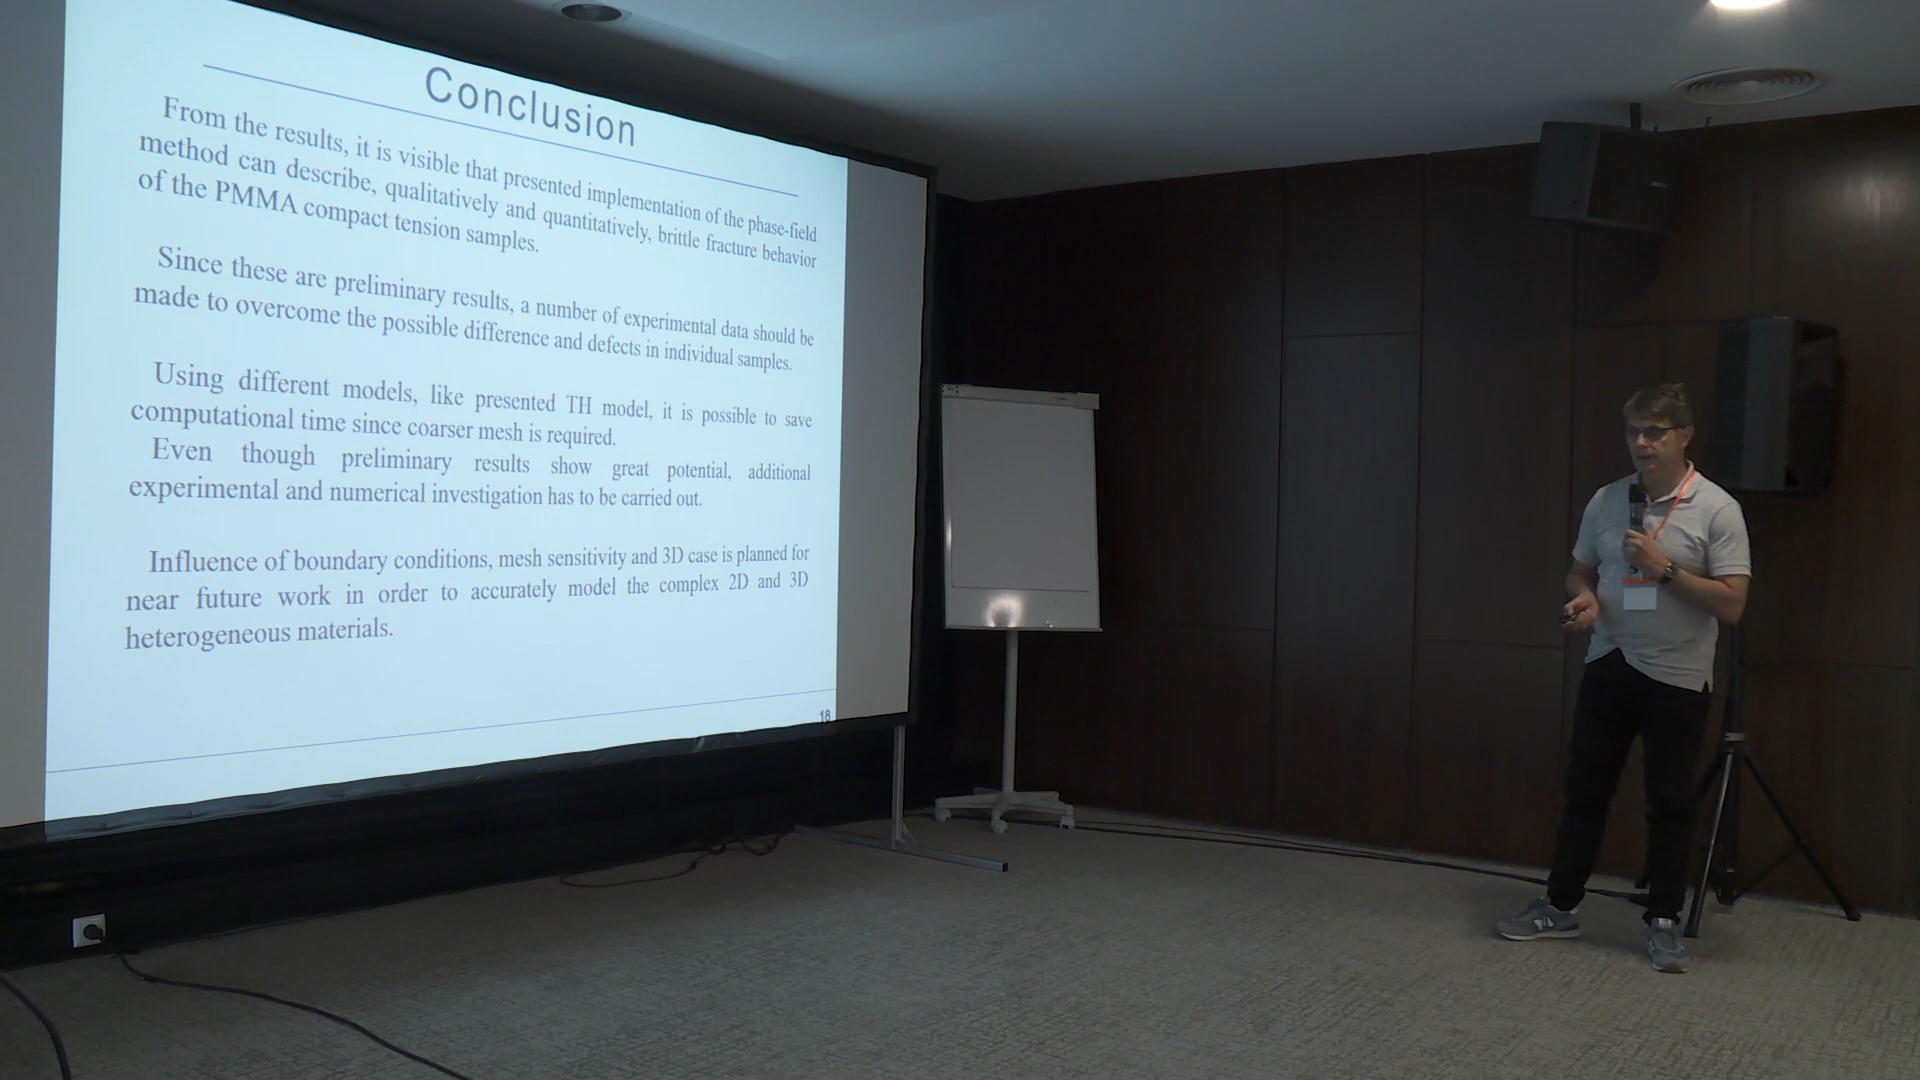 Conclusion
From the results, it is visible that presented implementation of the phase-field
method can describe, qualitatively and quantitatively, brittle fracture behavior
of the PMMA compact tension samples.
Since these are preliminary results, a number of experimental data should be
made to overcome the possible difference and defects in individual samples.
Using different models, like presented TH model, it is possible to save
computational time since coarser mesh is required.
Even though preliminary results show great potential, additional
experimental and numerical investigation has to be carried out.
Influence of boundary conditions, mesh sensitivity and 3D case is planned for
near future work in order to accurately model the complex 2D and 3D
heterogeneous materials.
18